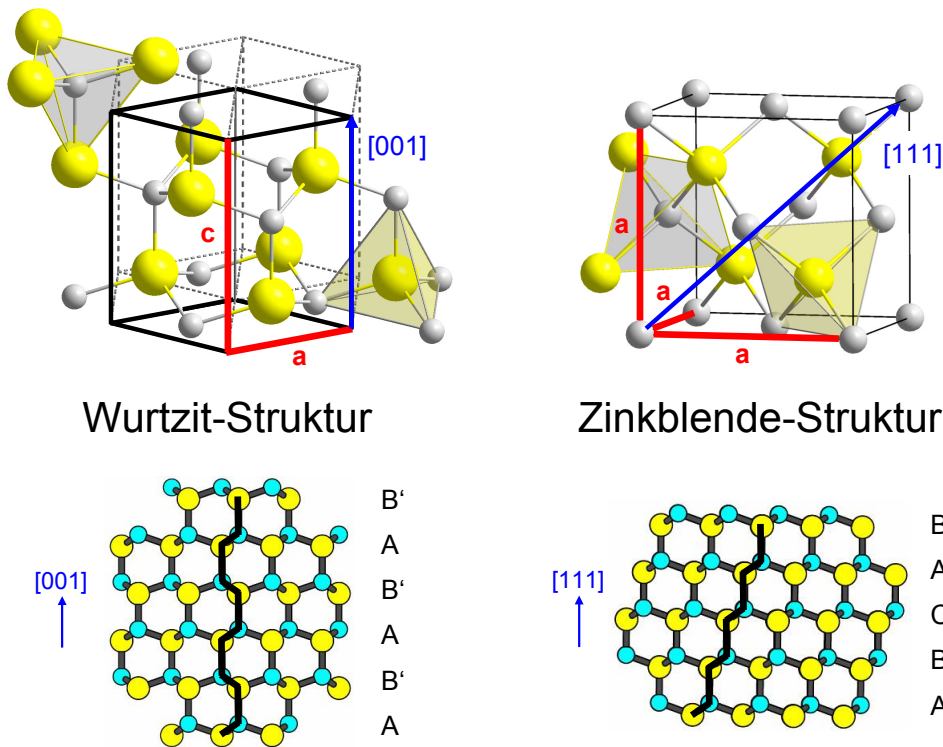 [001]
c
a
[111]
a
a
a
Wurtzit-Struktur
Zinkblende-Struktur
[001]
B‘
A
B‘
A
B‘
A
[111]
B
A
C
B
A